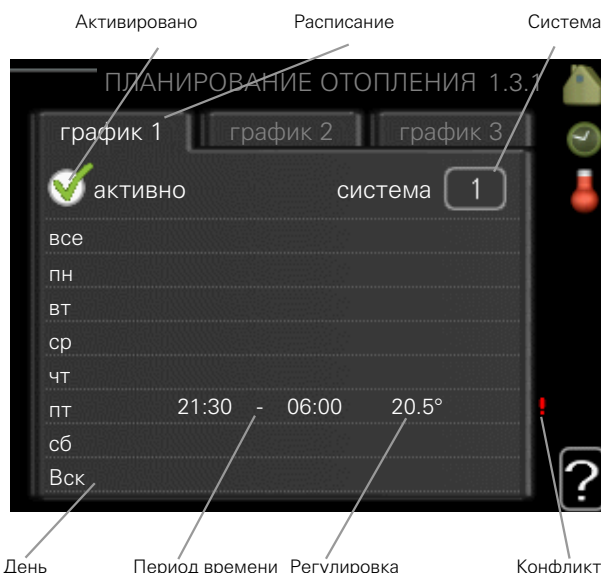 Активировано Расписание Система
ПЛАНИРОВАНИЕ ОТОПЛЕНИЯ 1.3.1
график 1 график 2 график 3
активно система 1
все
пн
вт
ср
чт
пт 21:30 - 06:00 20.5° !
сб
Вск
?
День Период времени Регулировка Конфликт